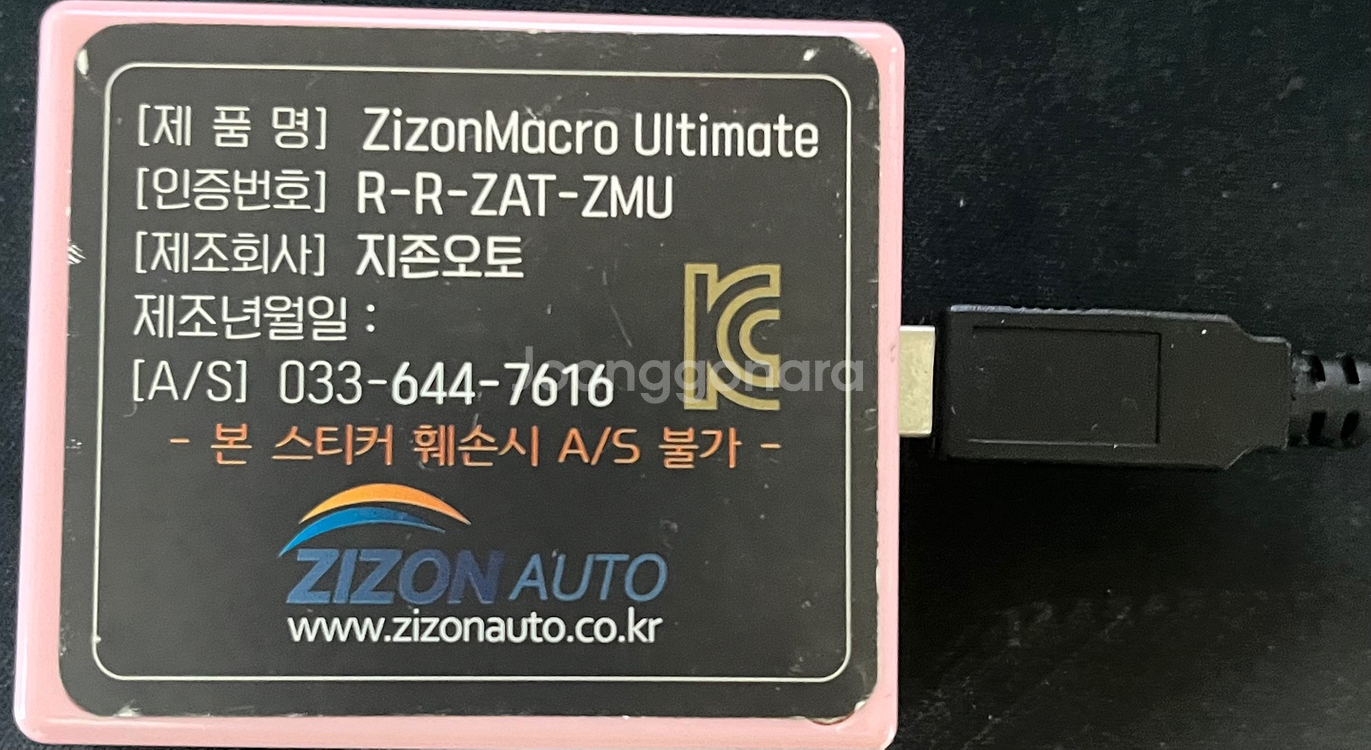 [제 품 명] ZizonMacro Ultimate
[인증번호] R-R-ZAT-ZMU
[제조회사] 지존오토
제조년월일 :
[A/S] 033-644-7616
Joonggonara
- 본 스티커 훼손시 A/S 불가 -
ZIZON AUTO
www.zizonauto.co.kr